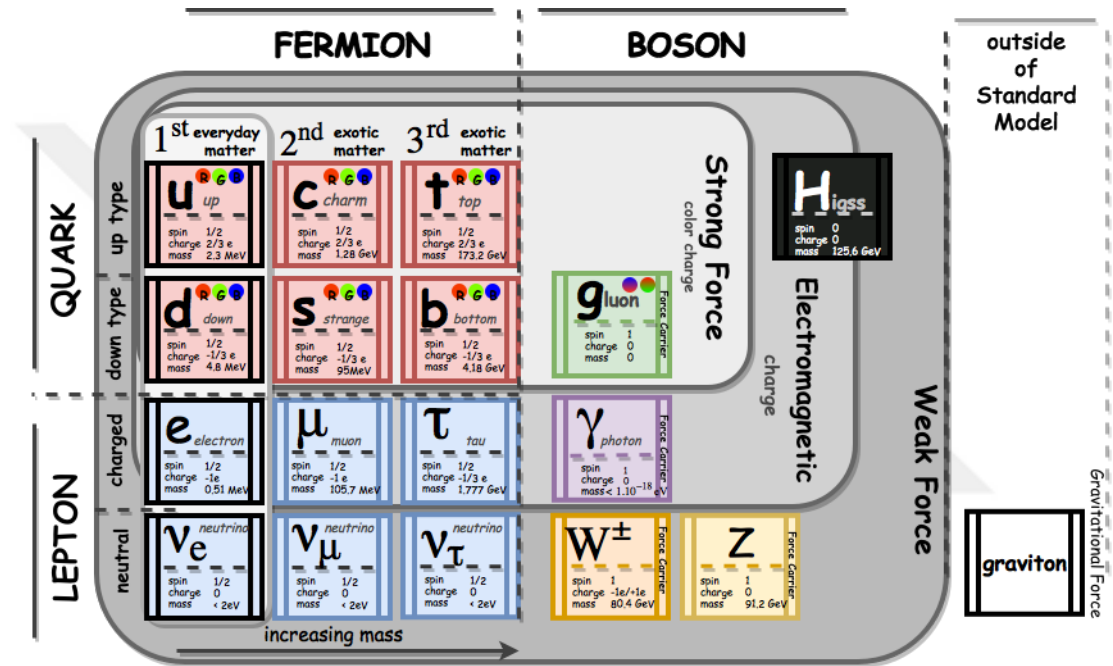 FERMION
BOSON
outside
of
Standard
Model
1st everyday
matter
2nd exotic
matter
3rd exotic
matter
QUARK
up type
down type
LEPTON
charged
neutral
R G B
u up
spin 1/2
charge 2/3 e
mass 2.3 MeV
R G B
c charm
spin 1/2
charge 2/3 e
mass 1.28 GeV
R G B
t top
spin 1/2
charge 2/3 e
mass 173.2 GeV
Strong Force
color charge
Higss
spin 0
charge 0
mass 125.6 GeV
R G B
d down
spin 1/2
charge -1/3 e
mass 4.8 MeV
R G B
s strange
spin 1/2
charge -1/3 e
mass 95MeV
R G B
b bottom
spin 1/2
charge -1/3 e
mass 4.18 GeV
gluon
spin 1
charge 0
mass 0
Force Carrier
Electromagnetic
charge
e electron
spin 1/2
charge -1e
mass 0.51 MeV
μ muon
spin 1/2
charge -1 e
mass 105.7 MeV
τ tau
spin 1/2
charge -1/3 e
mass 1.777 GeV
γ photon
spin 1
charge 0
mass < 1.10⁻¹⁸ e
Force Carrier
Weak Force
νe neutrino
spin 1/2
charge 0
mass < 2eV
νμ neutrino
spin 1/2
charge 0
mass < 2eV
ντ neutrino
spin 1/2
charge 0
mass < 2eV
W±
spin 1
charge -1e/+1e
mass 80.4 GeV
Force Carrier
Z
spin 1
charge 0
mass 91.2 GeV
Force Carrier
graviton
Gravitational Force
increasing mass